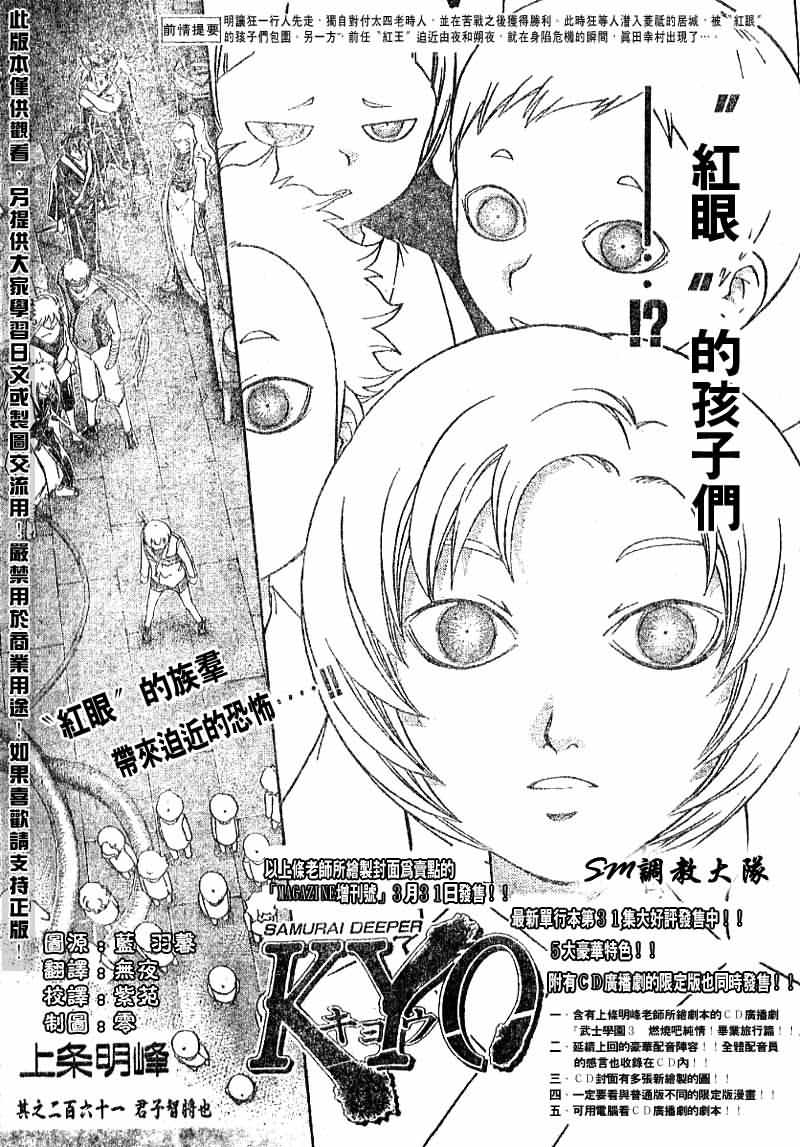 前情提要
明讓狂一行人先走，獨自對付太四老時人，並在苦戰之後獲得勝利。此時狂等人潛入菱祗的居城，被〝紅眼〞
的孩子們包圍。另一方，前任〝紅王〞迫近由夜和朔夜，就在身陷危機的瞬間，眞田幸村出現了…。
〝紅眼〞的孩子們
———‥!?
此版本僅供觀看，另提供大家學習日文或製圖交流用！嚴禁用於商業用途！如果喜歡請支持正版！
〝紅眼〞的族羣
帶來迫近的恐怖‥‥!!
以上條老師所繪製封面爲賣點的
「MAGAZINE增刊號」3月31日發售！！
SM調教大隊
最新單行本第31集大好評發售中！！
5大豪華特色！！
附有CD廣播劇的限定版也同時發售！！
一、含有上條明峰老師所繪劇本的CD廣播劇
『武士學園3　燃燒吧純情！畢業旅行篇』！！
二、延續上回的豪華配音陣容！！全體配音員
的感言也收錄在CD內！！
三、CD封面有多張新繪製的圖！！
四、一定要看與普通版不同的限定版漫畫！！
五、可用電腦看CD廣播劇的劇本！！
SAMURAI DEEPER
KYO
キョウ
圖源：藍 羽藜
翻譯：無夜
校譯：紫苑
制圖：零
上条明峰
其之二百六十一 君子智將也